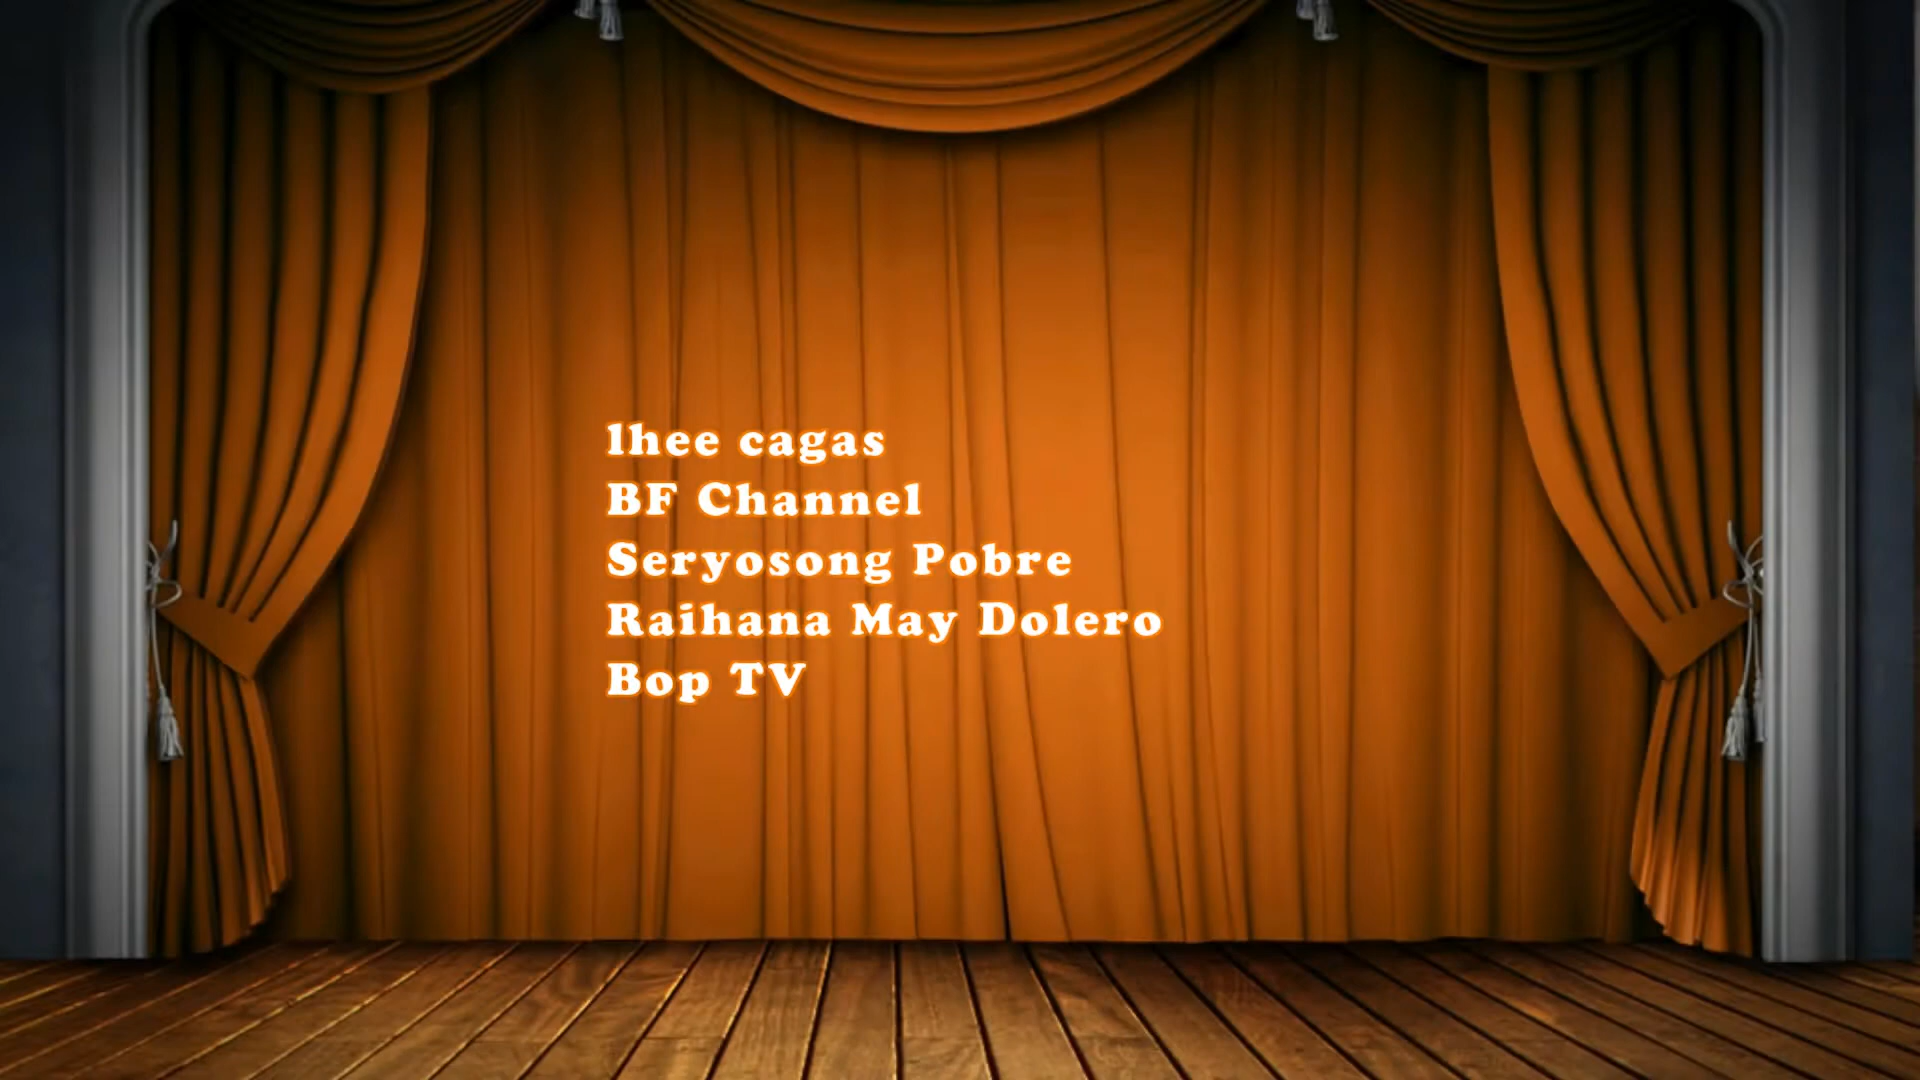 lhee cagas
BF Channel
Seryosong Pobre
Raihana May Dolero
Bop TV